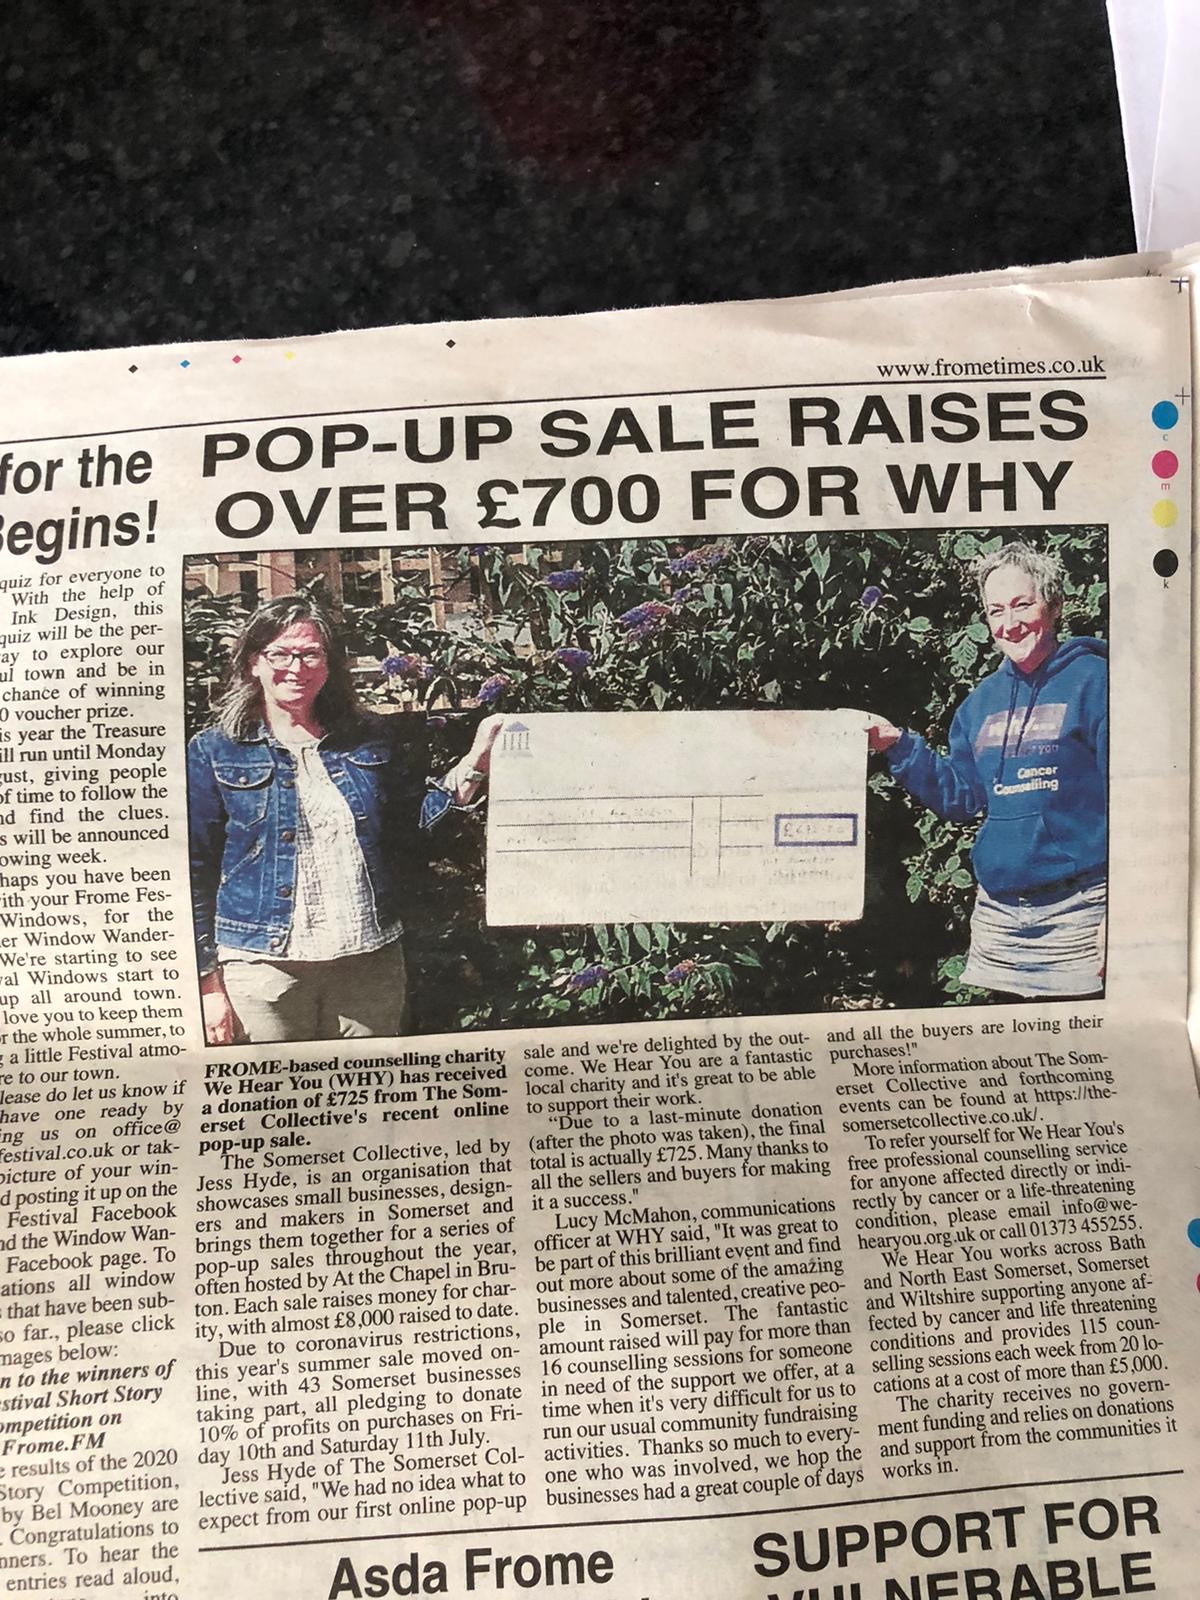 www.frometimes.co.uk
for the
Begins!
quiz for everyone to
With the help of
Ink Design, this
quiz will be the per-
ay to explore our
ul town and be in
chance of winning
0 voucher prize.
is year the Treasure
ill run until Monday
gust, giving people
of time to follow the
nd find the clues.
s will be announced
owing week.
haps you have been
ith your Frome Fes-
Windows, for the
er Window Wander-
We're starting to see
val Windows start to
up all around town.
love you to keep them
r the whole summer, to
g a little Festival atmo-
re to our town.
lease do let us know if
have one ready by
ing us on office@
festival.co.uk or tak-
picture of your win-
d posting it up on the
Festival Facebook
nd the Window Wan-
Facebook page. To
ations all window
s that have been sub-
so far., please click
mages below:
n to the winners of
estival Short Story
ompetition on
Frome.FM
e results of the 2020
Story Competition,
by Bel Mooney are
. Congratulations to
nners. To hear the
entries read aloud,
into
POP-UP SALE RAISES
OVER £700 FOR WHY
Cancer
Counselling
FROME-based counselling charity
We Hear You (WHY) has received
a donation of £725 from The Som-
erset Collective's recent online
pop-up sale.
The Somerset Collective, led by
Jess Hyde, is an organisation that
showcases small businesses, design-
ers and makers in Somerset and
brings them together for a series of
pop-up sales throughout the year,
often hosted by At the Chapel in Bru-
ton. Each sale raises money for char-
ity, with almost £8,000 raised to date.
Due to coronavirus restrictions,
this year's summer sale moved on-
line, with 43 Somerset businesses
taking part, all pledging to donate
10% of profits on purchases on Fri-
day 10th and Saturday 11th July.
Jess Hyde of The Somerset Col-
lective said, "We had no idea what to
expect from our first online pop-up
sale and we're delighted by the out-
come. We Hear You are a fantastic
local charity and it's great to be able
to support their work.
"Due to a last-minute donation
(after the photo was taken), the final
total is actually £725. Many thanks to
all the sellers and buyers for making
it a success."
Lucy McMahon, communications
officer at WHY said, "It was great to
be part of this brilliant event and find
out more about some of the amazing
businesses and talented, creative peo-
ple in Somerset. The fantastic
amount raised will pay for more than
16 counselling sessions for someone
in need of the support we offer, at a
time when it's very difficult for us to
run our usual community fundraising
activities. Thanks so much to every-
one who was involved, we hop the
businesses had a great couple of days
and all the buyers are loving their
purchases!"
More information about The Som-
erset Collective and forthcoming
events can be found at https://the-
somersetcollective.co.uk/.
To refer yourself for We Hear You's
free professional counselling service
for anyone affected directly or indi-
rectly by cancer or a life-threatening
condition, please email info@we-
hearyou.org.uk or call 01373 455255.
We Hear You works across Bath
and North East Somerset, Somerset
and Wiltshire supporting anyone af-
fected by cancer and life threatening
conditions and provides 115 coun-
selling sessions each week from 20 lo-
cations at a cost of more than £5,000.
The charity receives no govern-
ment funding and relies on donations
and support from the communities it
works in.
Asda Frome
SUPPORT FOR
VULNERABLE
c
m
k